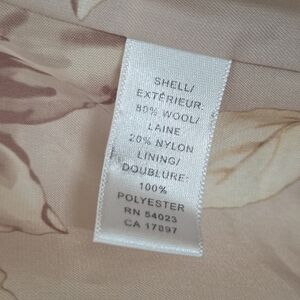 SHELL/
EXTÉRIEUR:
80% WOOL/
LAINE
20% NYLON
LINING/
DOUBLURE:
100%
POLYESTER
RN 54023
CA 17897